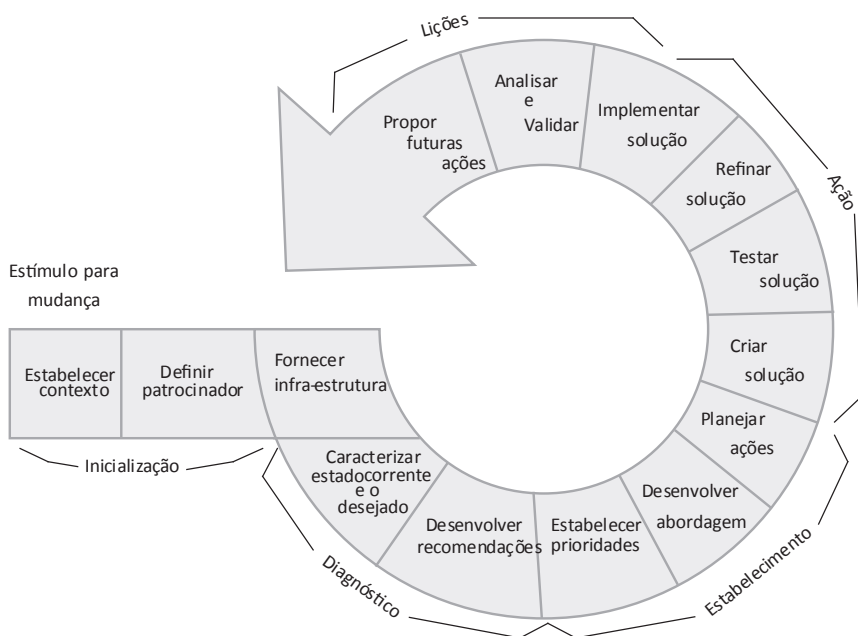 Lições
Analisar
e
Validar
Implementar
solução
Propor
futuras
ações
Refinar
solução
Ação
Testar
solução
Criar
solução
Planejar
ações
Estímulo para
mudança
Estabelecer
contexto
Definir
patrocinador
Fornecer
infra-estrutura
Inicialização
Caracterizar
estadocorrente
e o
desejado
Desenvolver
recomendações
Estabelecer
prioridades
Desenvolver
abordagem
Diagnóstico
Estabelecimento